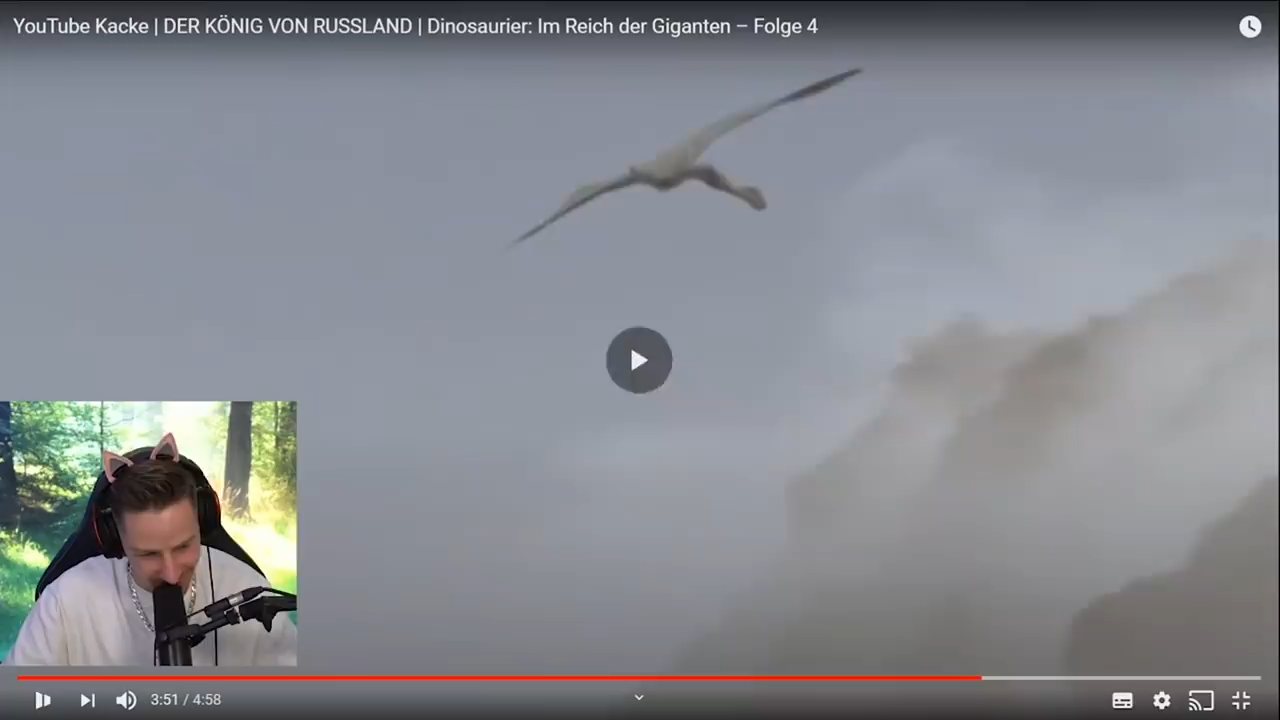 YouTube Kacke | DER KÖNIG VON RUSSLAND | Dinosaurier: Im Reich der Giganten – Folge 4
3:51 / 4:58